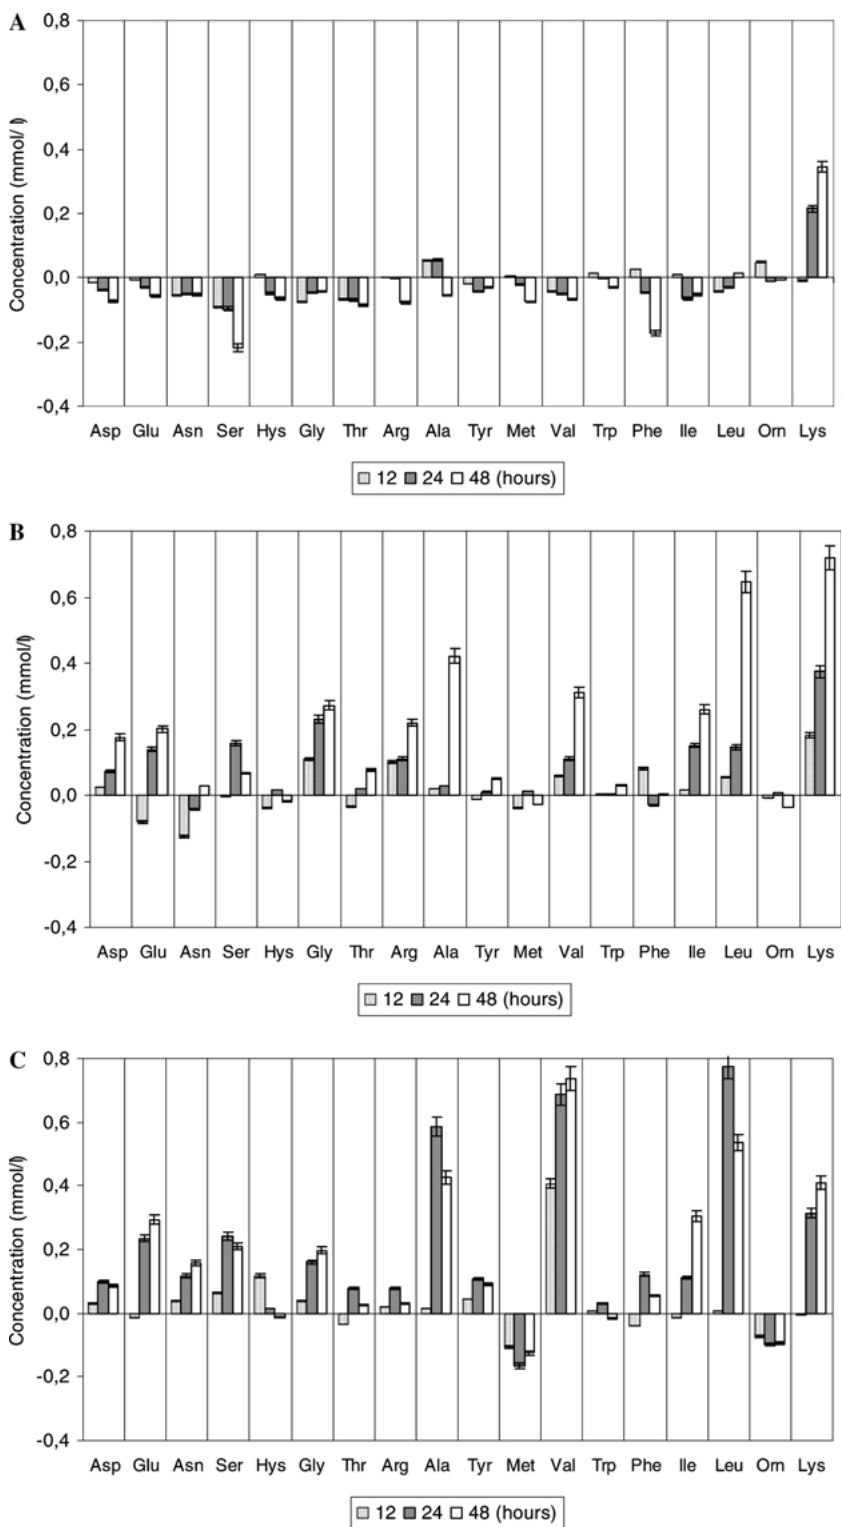 A
0,8
0,6
0,4
0,2
0,0
-0,2
-0,4
Concentration (mmol/ l)
Asp Glu Asn Ser Hys Gly Thr Arg Ala Tyr Met Val Trp Phe Ile Leu Orn Lys
12 24 48 (hours)
B
0,8
0,6
0,4
0,2
0,0
-0,2
-0,4
Concentration (mmol/l)
Asp Glu Asn Ser Hys Gly Thr Arg Ala Tyr Met Val Trp Phe Ile Leu Orn Lys
12 24 48 (hours)
C
0,8
0,6
0,4
0,2
0,0
-0,2
-0,4
Concentration (mmol/l)
Asp Glu Asn Ser Hys Gly Thr Arg Ala Tyr Met Val Trp Phe Ile Leu Orn Lys
12 24 48 (hours)